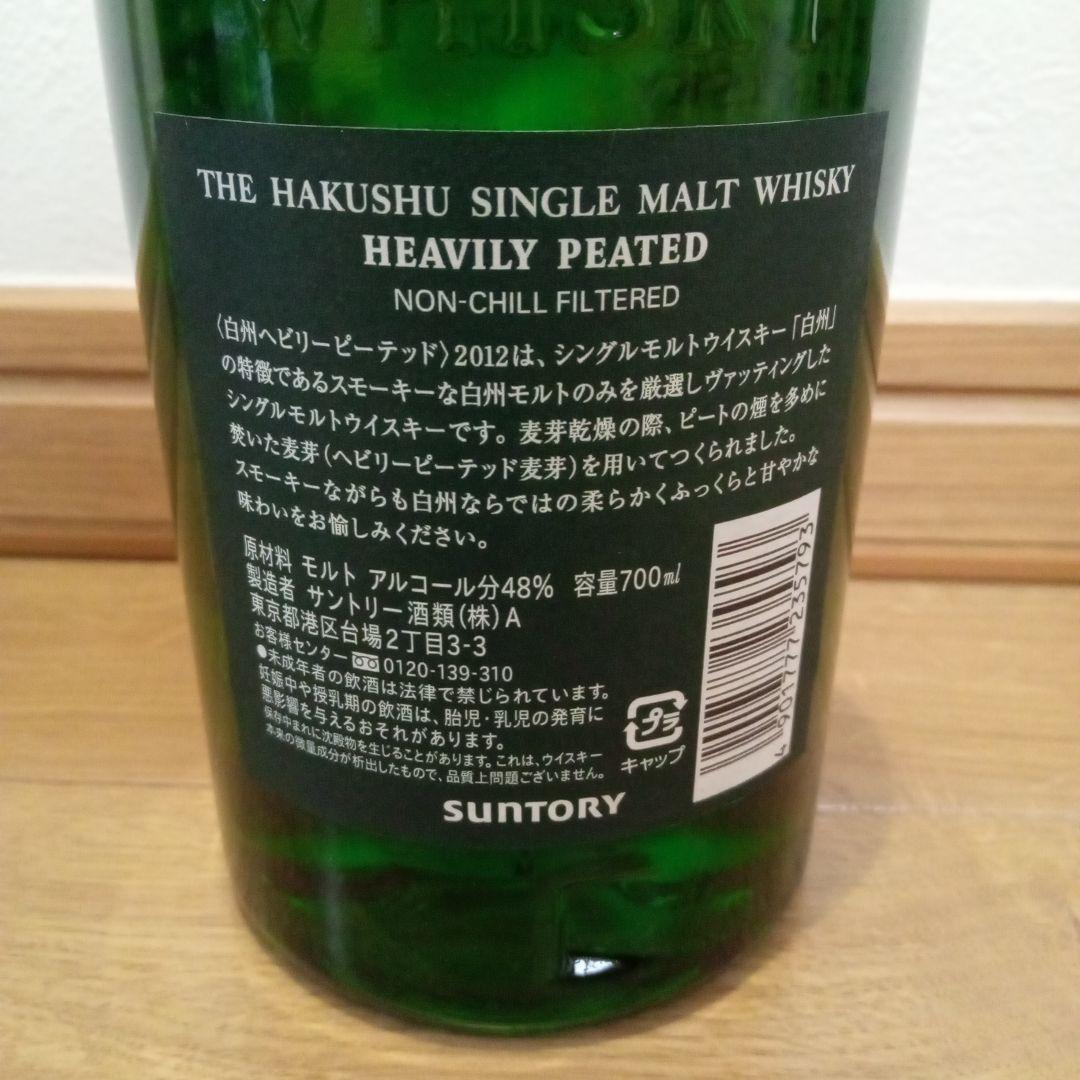 WHISKY
THE HAKUSHU SINGLE MALT WHISKY
HEAVILY PEATED
NON-CHILL FILTERED
〈白州ヘビリーピーテッド〉2012は、シングルモルトウイスキー「白州」
の特徴であるスモーキーな白州モルトのみを厳選しヴァッティングした
シングルモルトウイスキーです。麦芽乾燥の際、ピートの煙を多めに
焚いた麦芽(ヘビリーピーテッド麦芽)を用いてつくられました。
スモーキーながらも白州ならではの柔らかくふっくらと甘やかな
味わいをお愉しみください。
原材料 モルト アルコール分48% 容量700㎖
製造者 サントリー酒類(株)A
東京都港区台場2丁目3-3
お客様センター 0120-139-310
●未成年者の飲酒は法律で禁じられています。
妊娠中や授乳期の飲酒は、胎児・乳児の発育に
悪影響を与えるおそれがあります。
保存中まれに沈殿物を生じることがあります。これは、ウイスキー
本来の微量成分が析出したもので、品質上問題ございません。
プラ
キャップ
4 901777 235793
SUNTORY